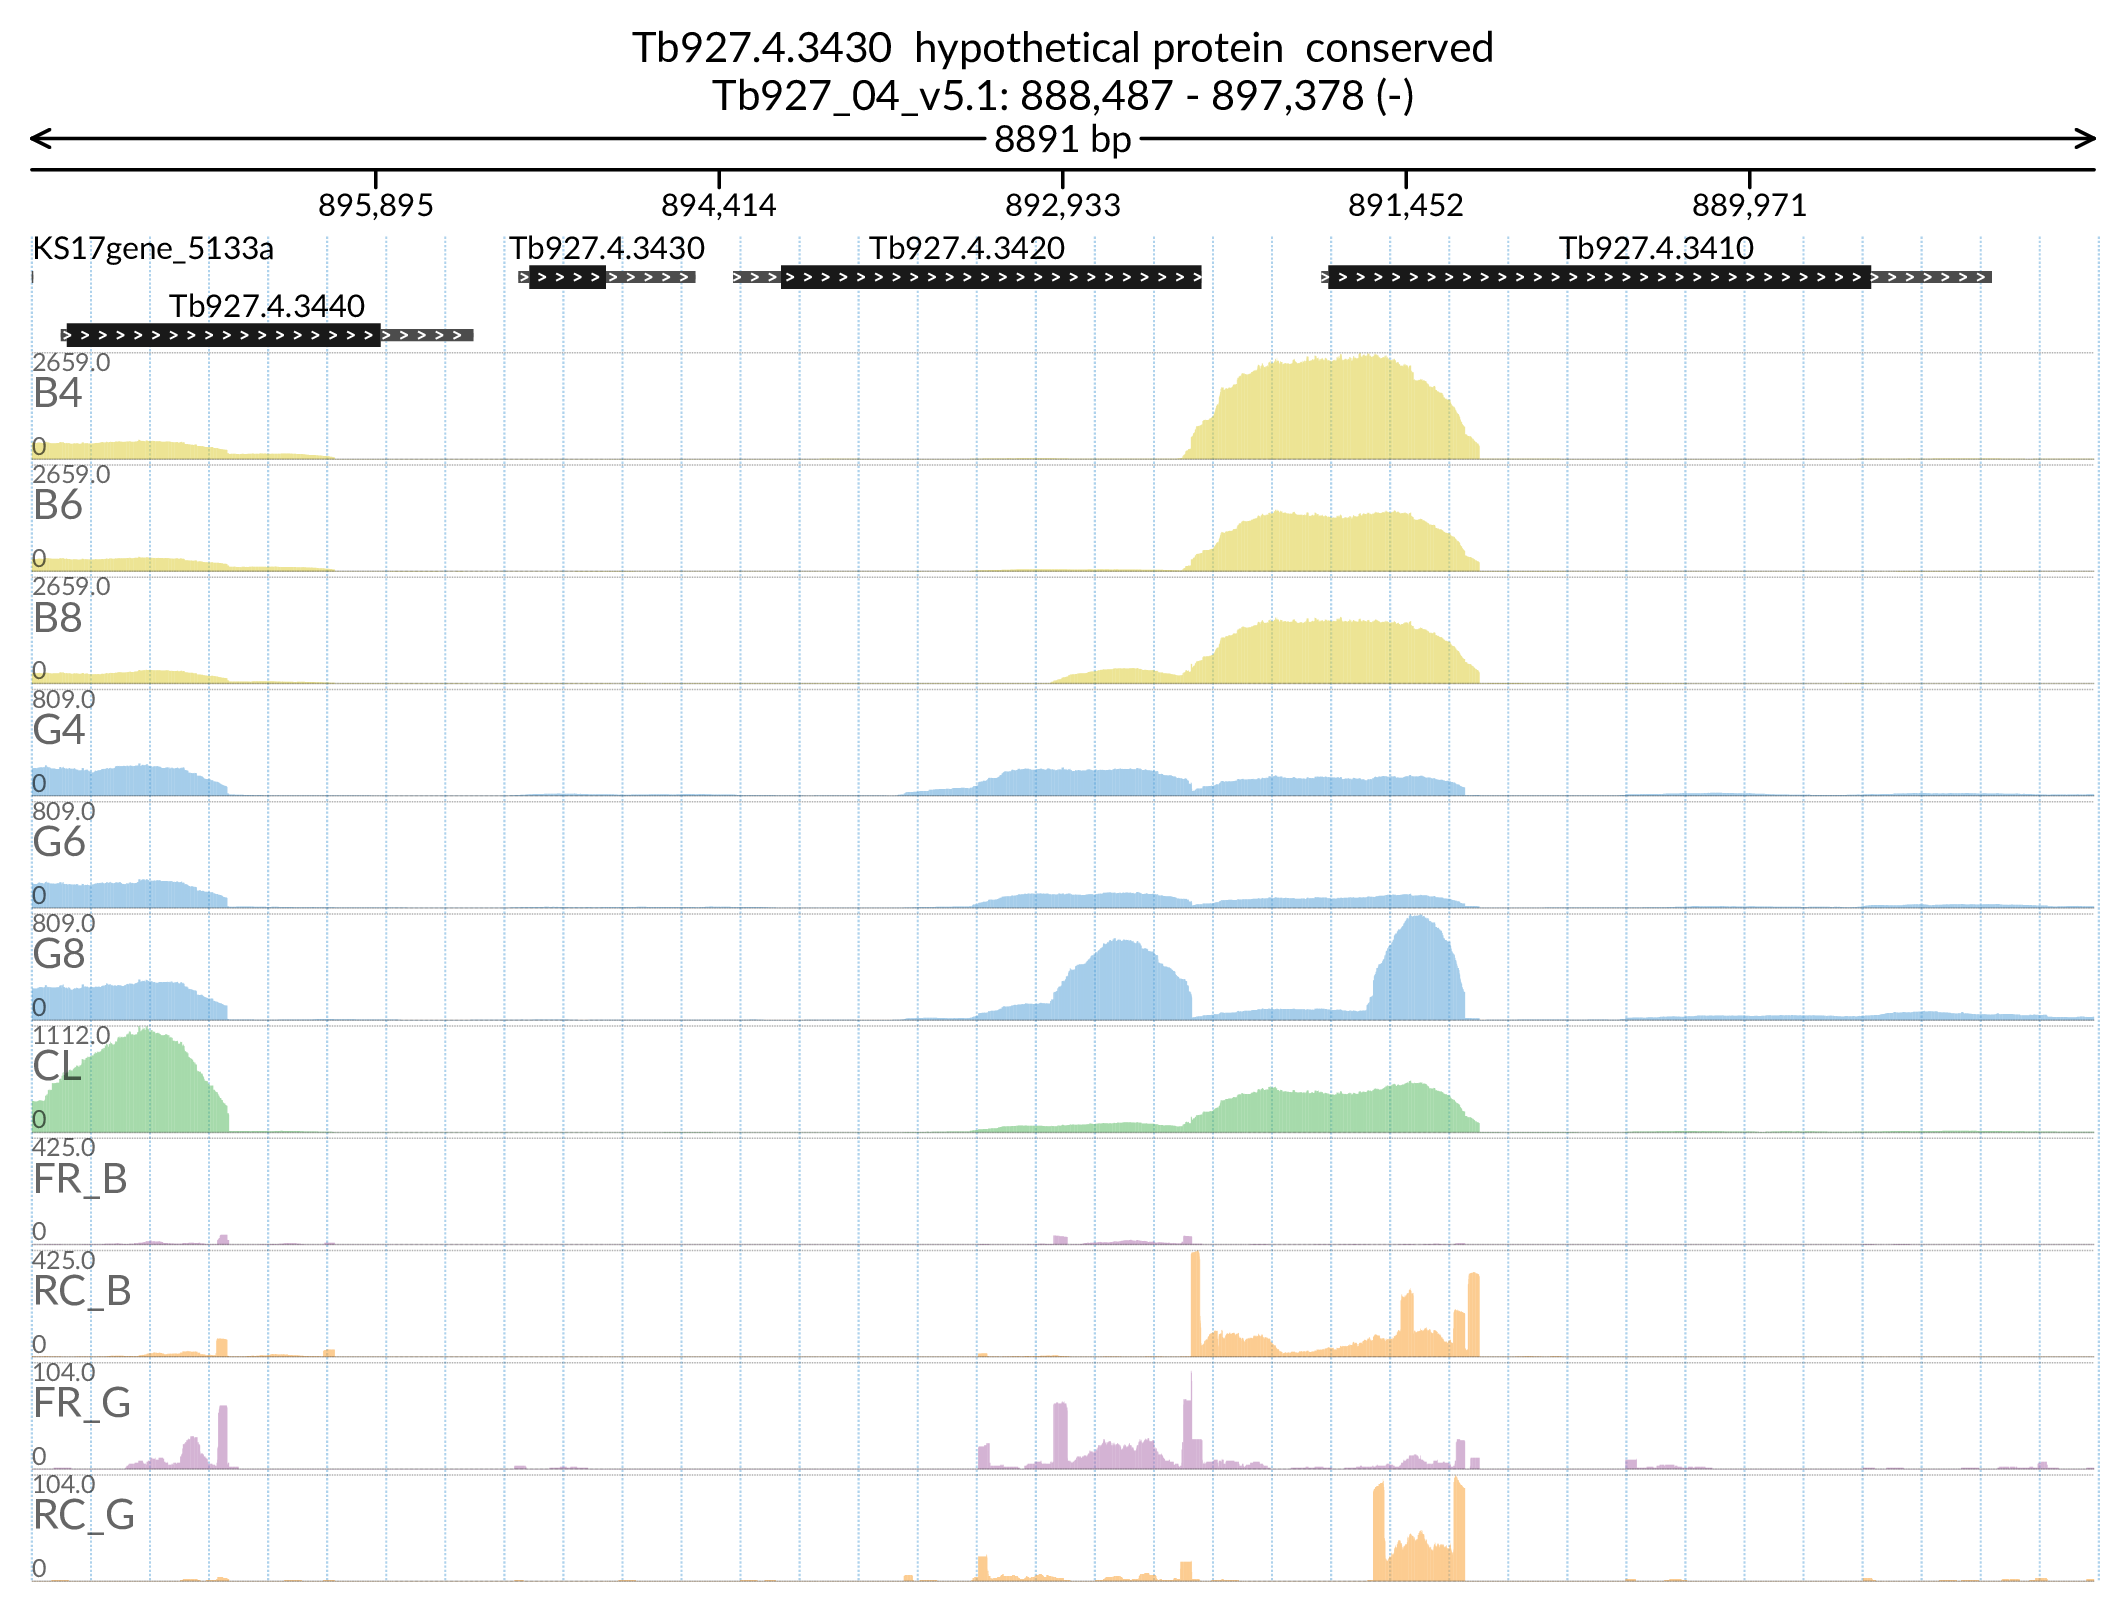 Tb927.4.3430  hypothetical protein  conserved
Tb927_04_v5.1: 888,487 - 897,378 (-)
8891 bp
895,895 894,414 892,933 891,452 889,971
KS17gene_5133a Tb927.4.3430 Tb927.4.3420 Tb927.4.3410
Tb927.4.3440
2659.0
B4
0
2659.0
B6
0
2659.0
B8
0
809.0
G4
0
809.0
G6
0
809.0
G8
0
1112.0
CL
0
425.0
FR_B
0
425.0
RC_B
0
104.0
FR_G
0
104.0
RC_G
0